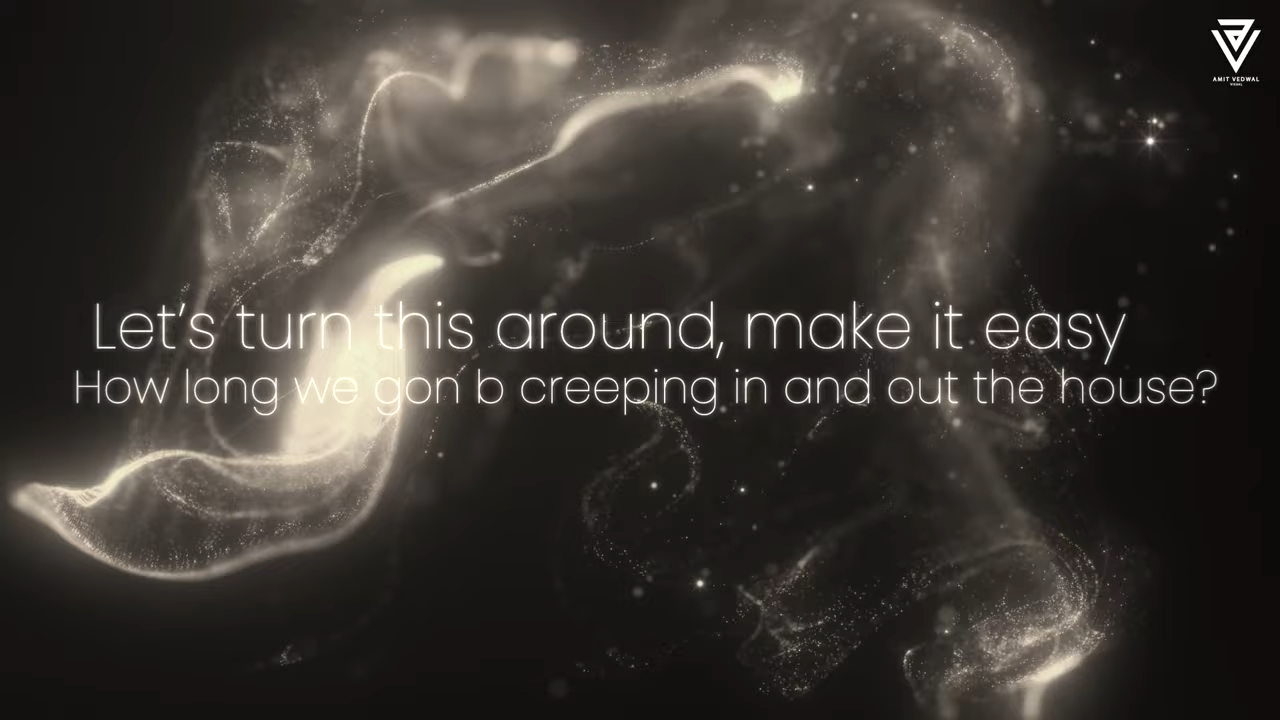 AMIT VEDWAL
Let's turn this around, make it easy
How long we gon b creeping in and out the house?